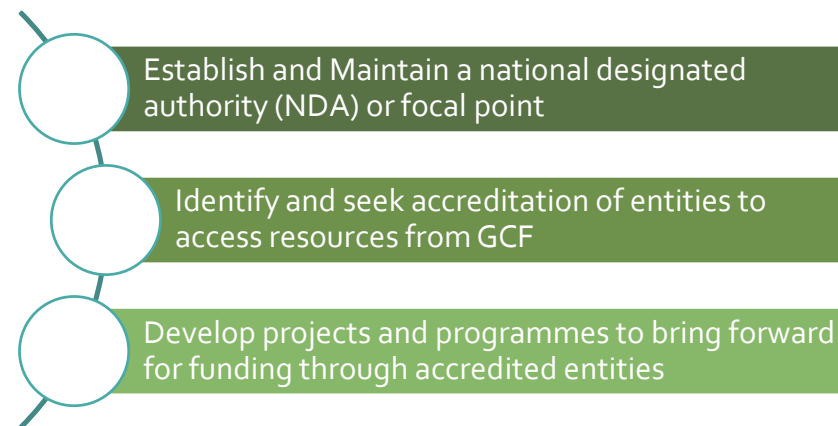 Establish and Maintain a national designated
authority (NDA) or focal point
Identify and seek accreditation of entities to
access resources from GCF
Develop projects and programmes to bring forward
for funding through accredited entities